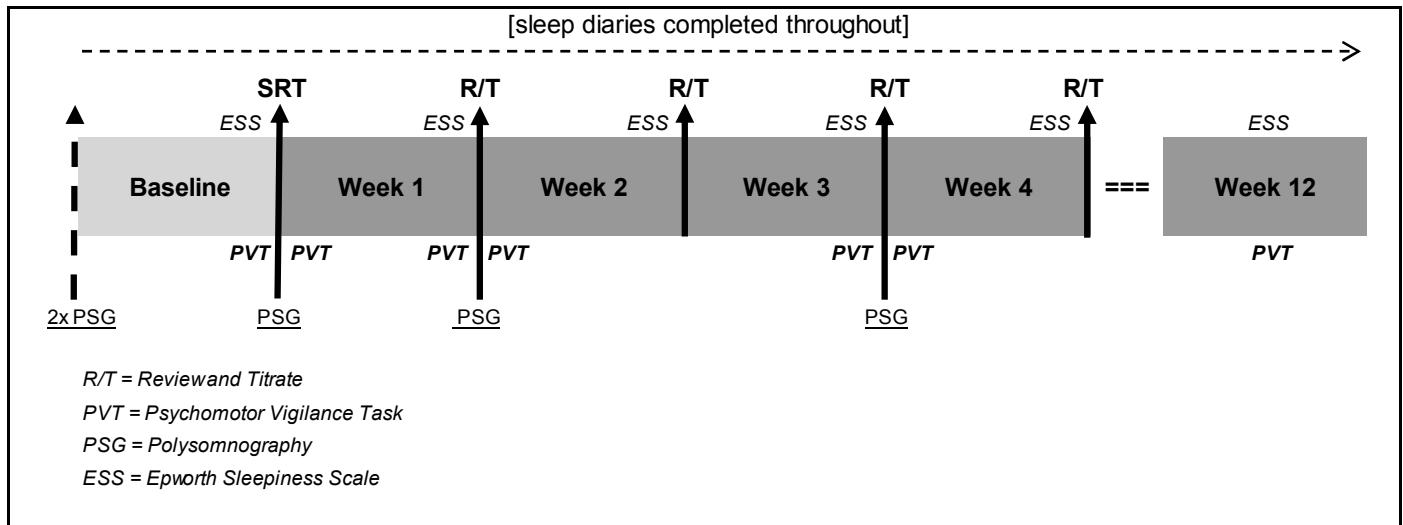 [sleep diaries completed throughout]
SRT R/T R/T R/T R/T
ESS ESS ESS ESS ESS ESS
Baseline Week 1 Week 2 Week 3 Week 4 === Week 12
PVT PVT PVT PVT PVT PVT PVT
2x PSG PSG PSG PSG
R/T = Reviewand Titrate
PVT = Psychomotor Vigilance Task
PSG = Polysomnography
ESS = Epworth Sleepiness Scale